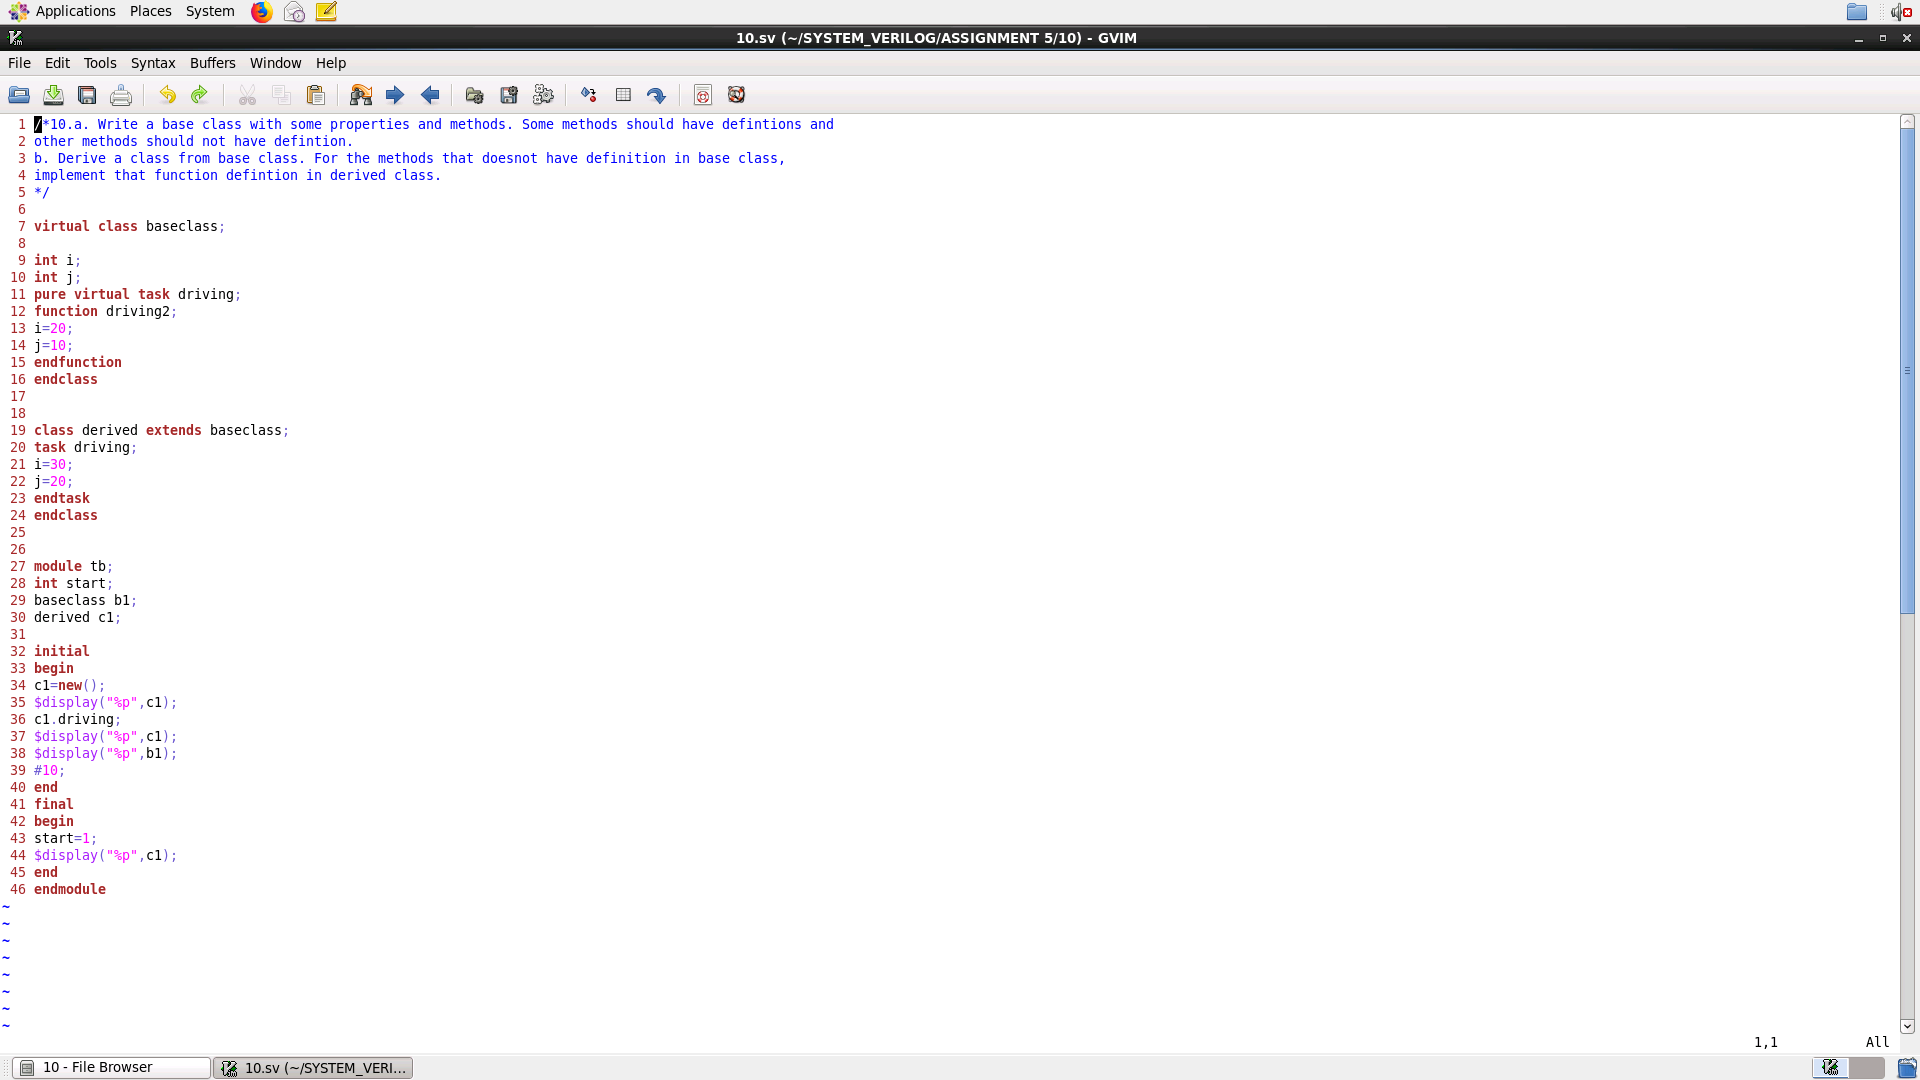 Applications Places System
10.sv (~/SYSTEM_VERILOG/ASSIGNMENT 5/10) - GVIM
File Edit Tools Syntax Buffers Window Help
1 /*10.a. Write a base class with some properties and methods. Some methods should have defintions and
2 other methods should not have defintion.
3 b. Derive a class from base class. For the methods that doesnot have definition in base class,
4 implement that function defintion in derived class.
5 */
6
7 virtual class baseclass;
8
9 int i;
10 int j;
11 pure virtual task driving;
12 function driving2;
13 i=20;
14 j=10;
15 endfunction
16 endclass
17
18
19 class derived extends baseclass;
20 task driving;
21 i=30;
22 j=20;
23 endtask
24 endclass
25
26
27 module tb;
28 int start;
29 baseclass b1;
30 derived c1;
31
32 initial
33 begin
34 c1=new();
35 $display("%p",c1);
36 c1.driving;
37 $display("%p",c1);
38 $display("%p",b1);
39 #10;
40 end
41 final
42 begin
43 start=1;
44 $display("%p",c1);
45 end
46 endmodule
~
~
~
~
~
~
~
~
1,1 All
10 - File Browser 10.sv (~/SYSTEM_VERI...